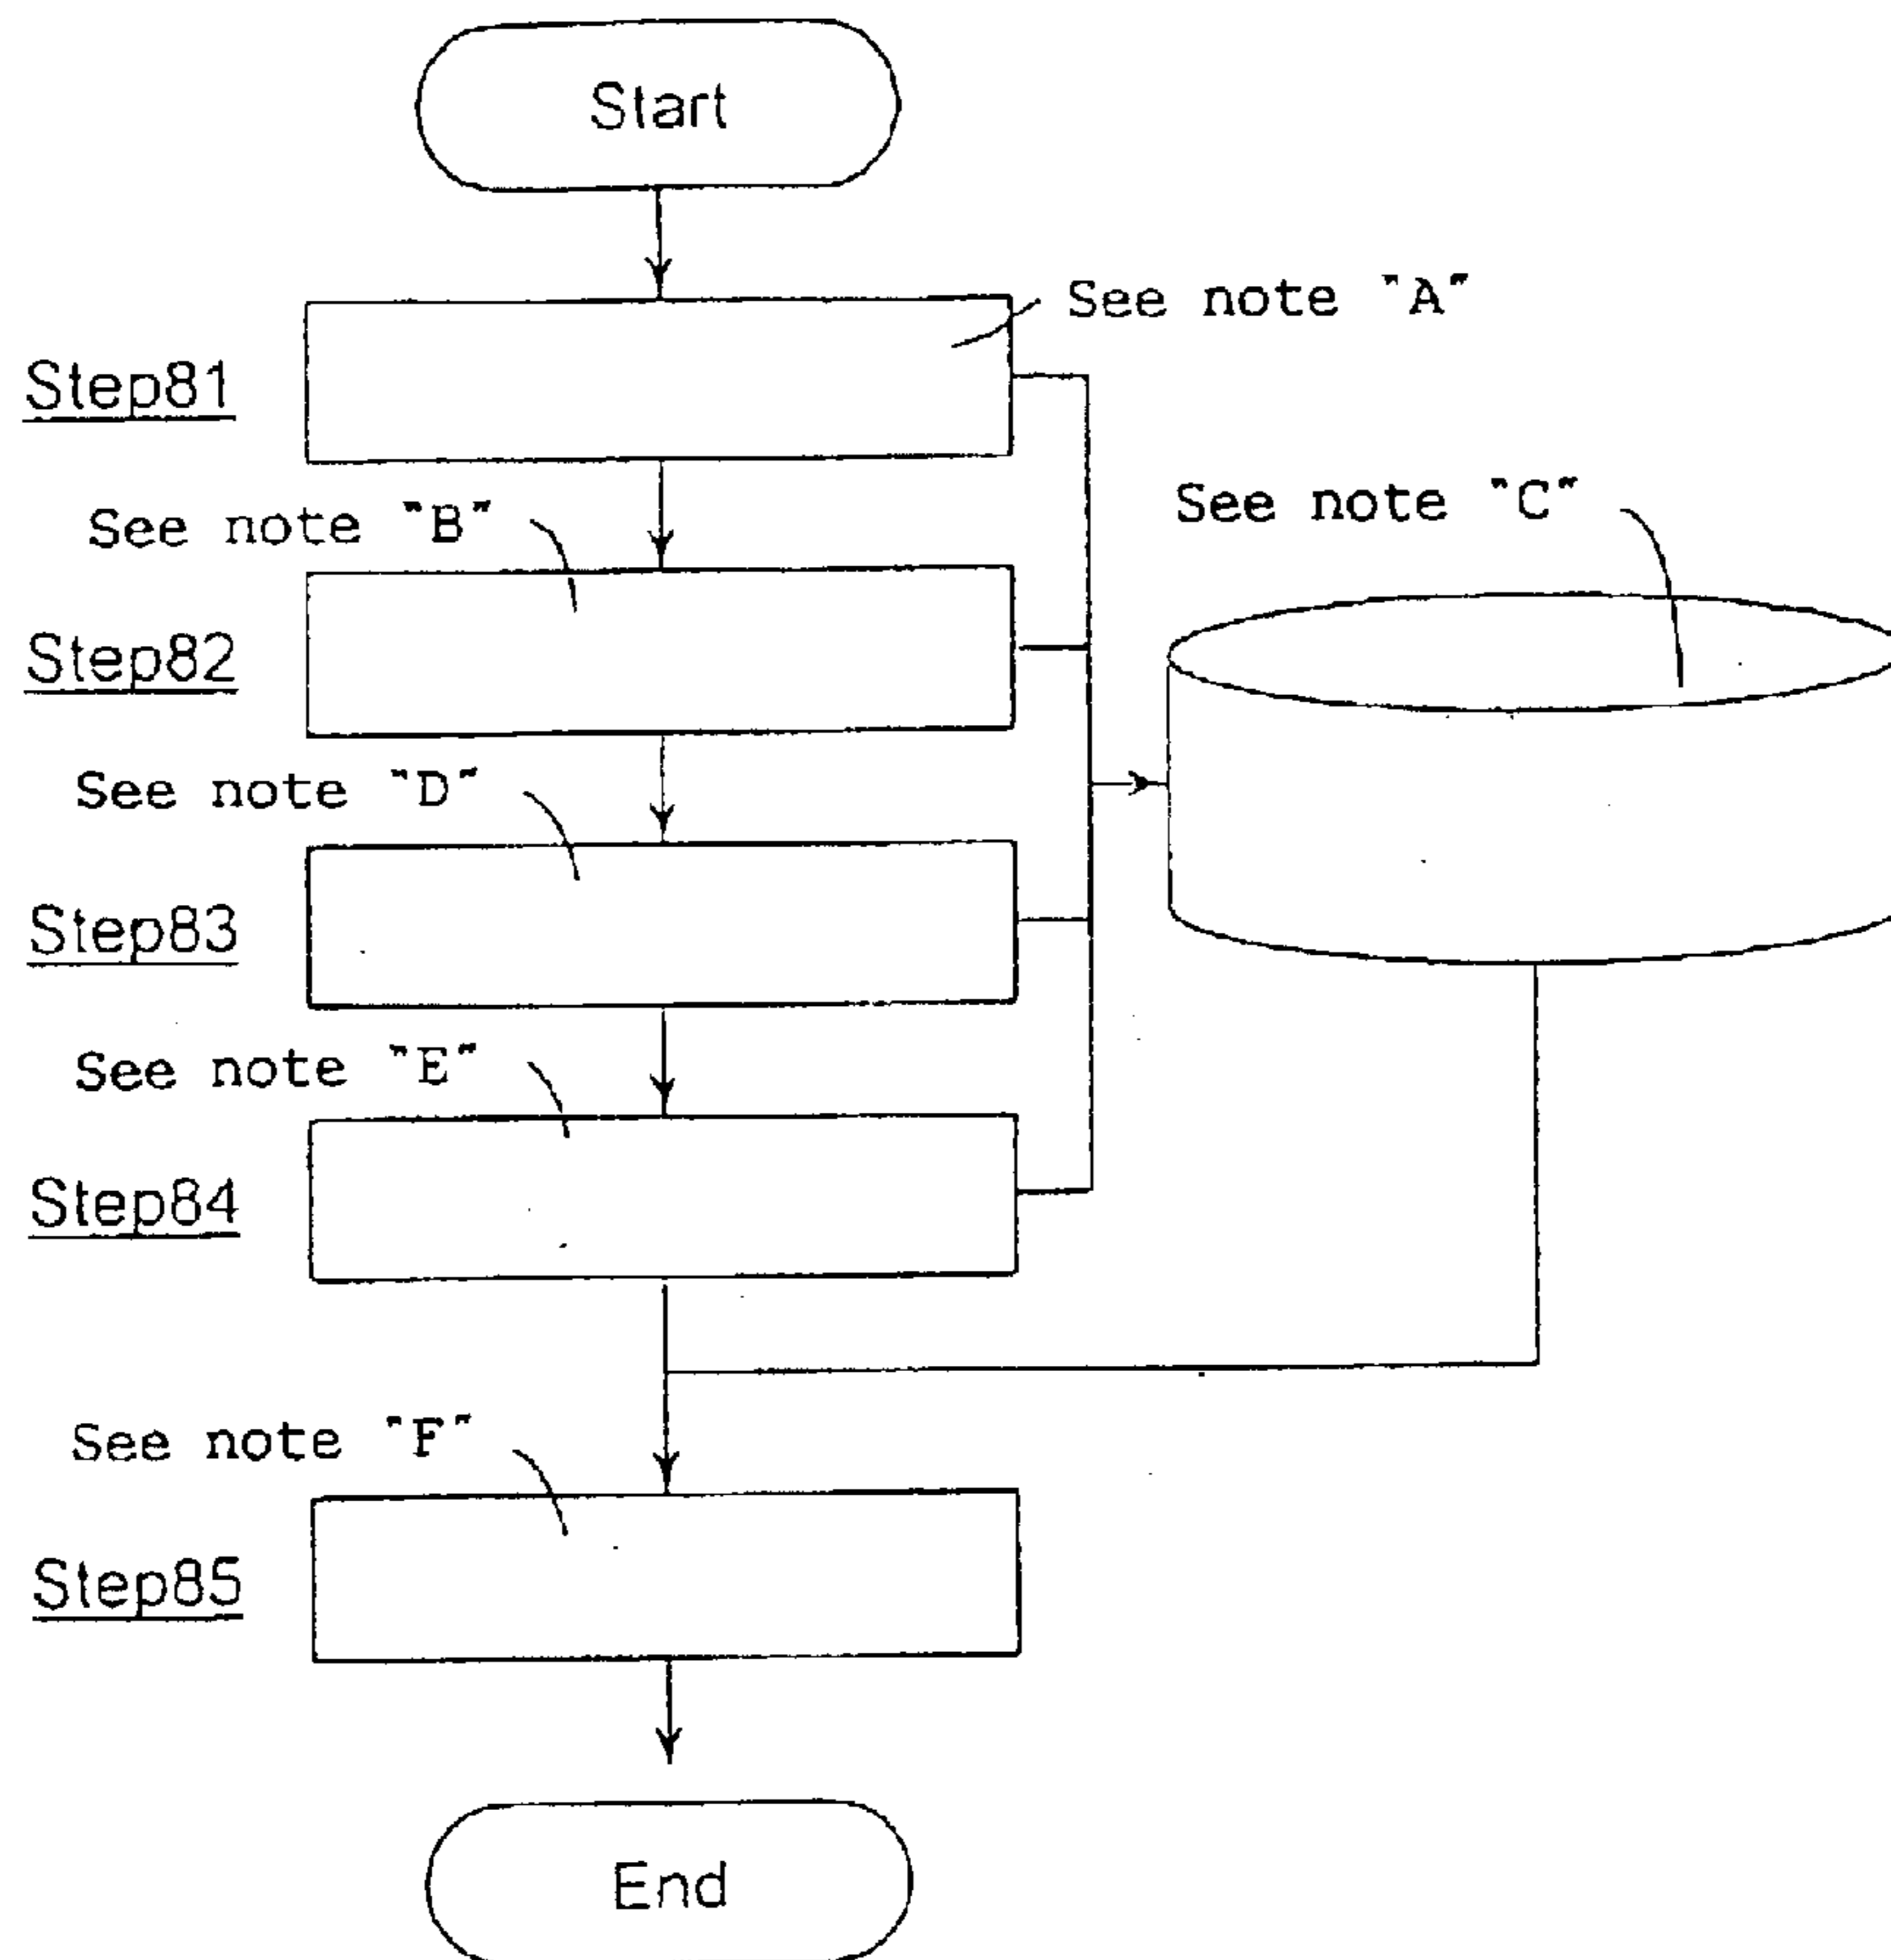 Start
See note "A"
Step81
See note "B"
See note "C"
Step82
See note "D"
Step83
See note "E"
Step84
See note "F"
Step85
End